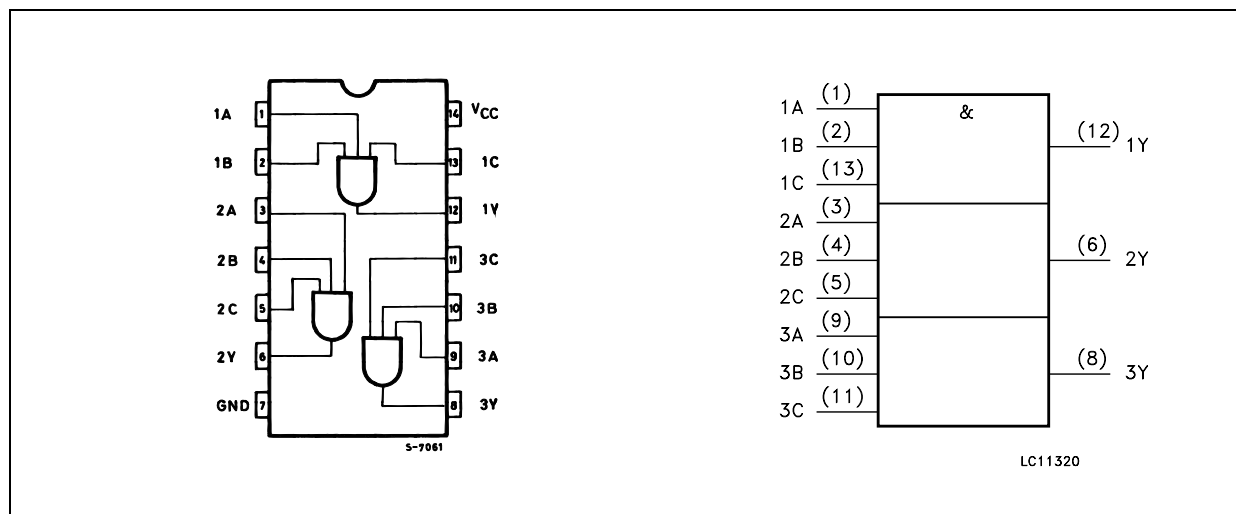 1A 1 14 VCC
1B 2 13 1C
2A 3 12 1Y
2B 4 11 3C
2C 5 10 3B
2Y 6 9 3A
GND 7 8 3Y
S-7061
&
1A (1)
1B (2) (12) 1Y
1C (13)
2A (3)
2B (4) (6) 2Y
2C (5)
3A (9)
3B (10) (8) 3Y
3C (11)
LC11320